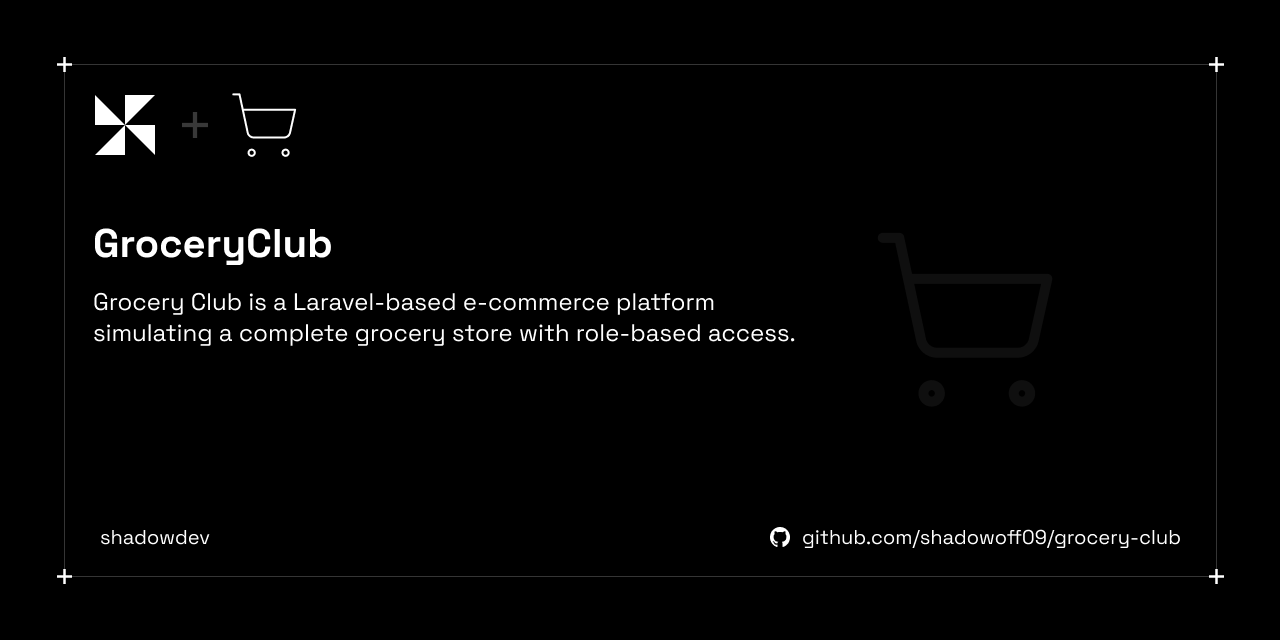 GroceryClub
Grocery Club is a Laravel-based e-commerce platform
simulating a complete grocery store with role-based access.
shadowdev
github.com/shadowoff09/grocery-club